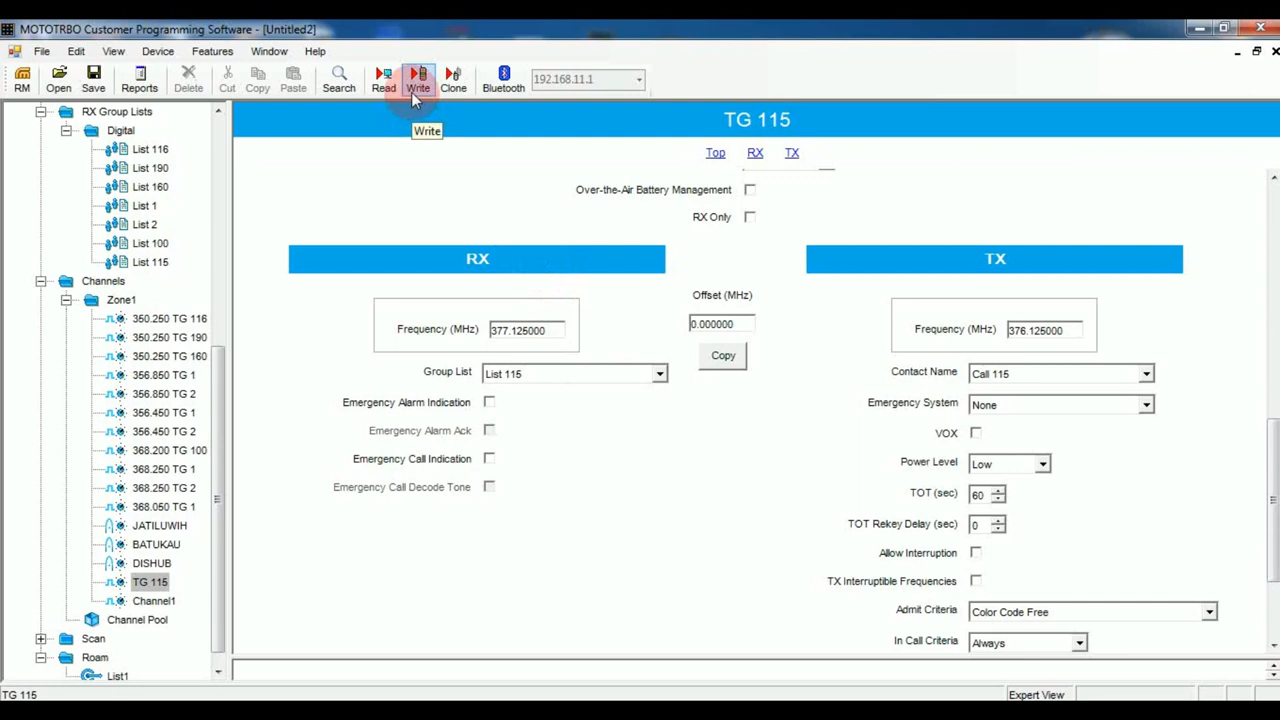 MOTOTRBO Customer Programming Software - [Untitled2]
File Edit View Device Features Window Help
RM Open Save Reports Delete Cut Copy Paste Search Read Write Clone Bluetooth 192.168.11.1
Write
RX Group Lists
Digital
List 116
List 190
List 160
List 1
List 2
List 100
List 115
Channels
Zone1
350.250 TG 116
350.250 TG 190
350.250 TG 160
356.850 TG 1
356.850 TG 2
356.450 TG 1
356.450 TG 2
368.200 TG 100
368.250 TG 1
368.250 TG 2
368.050 TG 1
JATILUWIH
BATUKAU
DISHUB
TG 115
Channel1
Channel Pool
Scan
Roam
List1
TG 115
Top RX TX
Over-the-Air Battery Management
RX Only
RX
Frequency (MHz) 377.125000
Group List List 115
Emergency Alarm Indication
Emergency Alarm Ack
Emergency Call Indication
Emergency Call Decode Tone
Offset (MHz)
0.000000
Copy
TX
Frequency (MHz) 376.125000
Contact Name Call 115
Emergency System None
VOX
Power Level Low
TOT (sec) 60
TOT Rekey Delay (sec) 0
Allow Interruption
TX Interruptible Frequencies
Admit Criteria Color Code Free
In Call Criteria Always
TG 115 Expert View